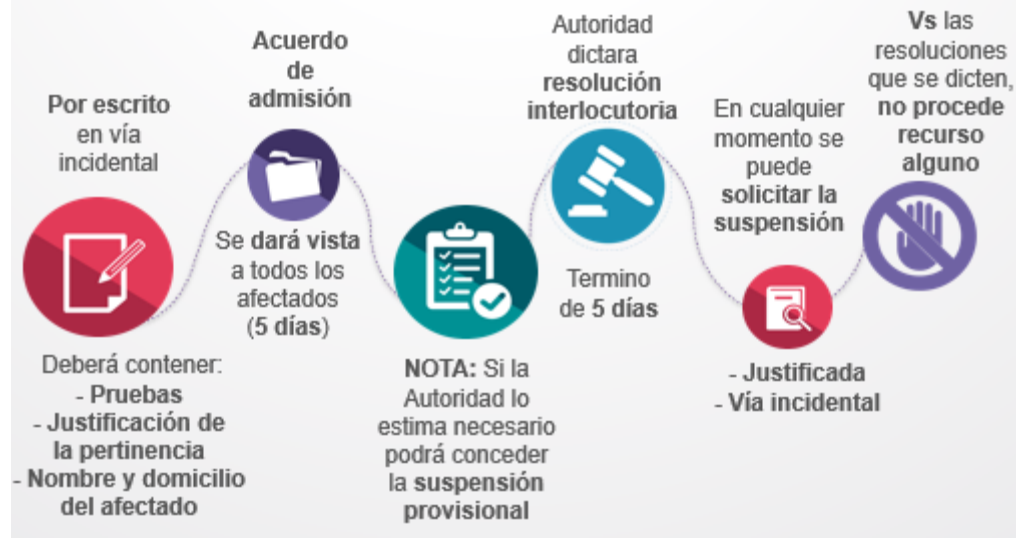 Por escrito
en vía
incidental
Deberá contener:
- Pruebas
- Justificación de
la pertinencia
- Nombre y domicilio
del afectado
Acuerdo
de
admisión
Se dará vista
a todos los
afectados
(5 días)
NOTA: Si la
Autoridad lo
estima necesario
podrá conceder
la suspensión
provisional
Autoridad
dictara
resolución
interlocutoria
Termino
de 5 días
En cualquier
momento se
puede
solicitar la
suspensión
- Justificada
- Vía incidental
Vs las
resoluciones
que se dicten,
no procede
recurso
alguno